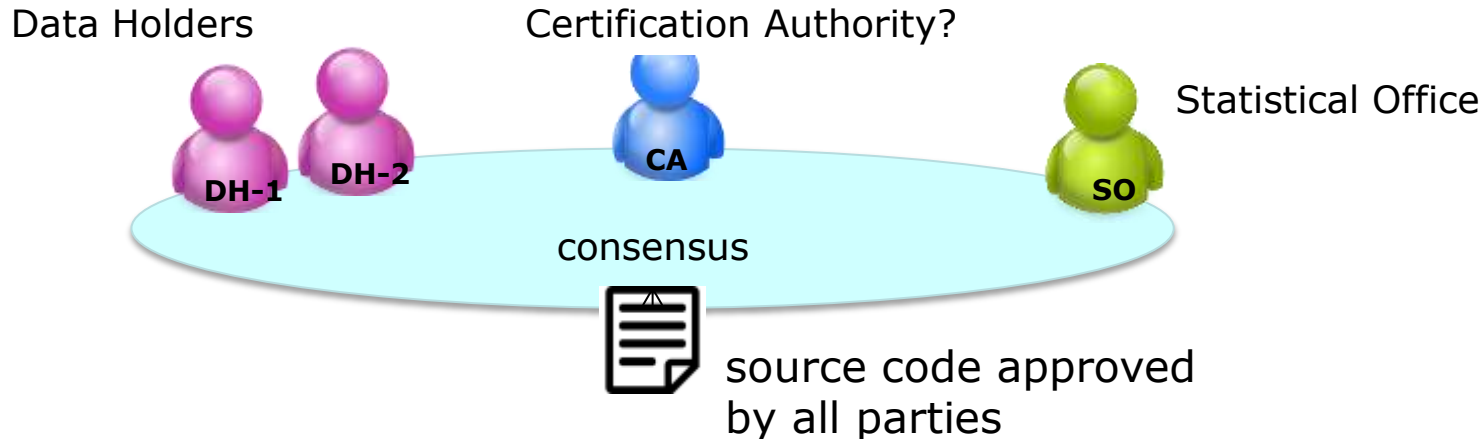 Data Holders
Certification Authority?
Statistical Office
DH-1
DH-2
CA
SO
consensus
source code approved
by all parties